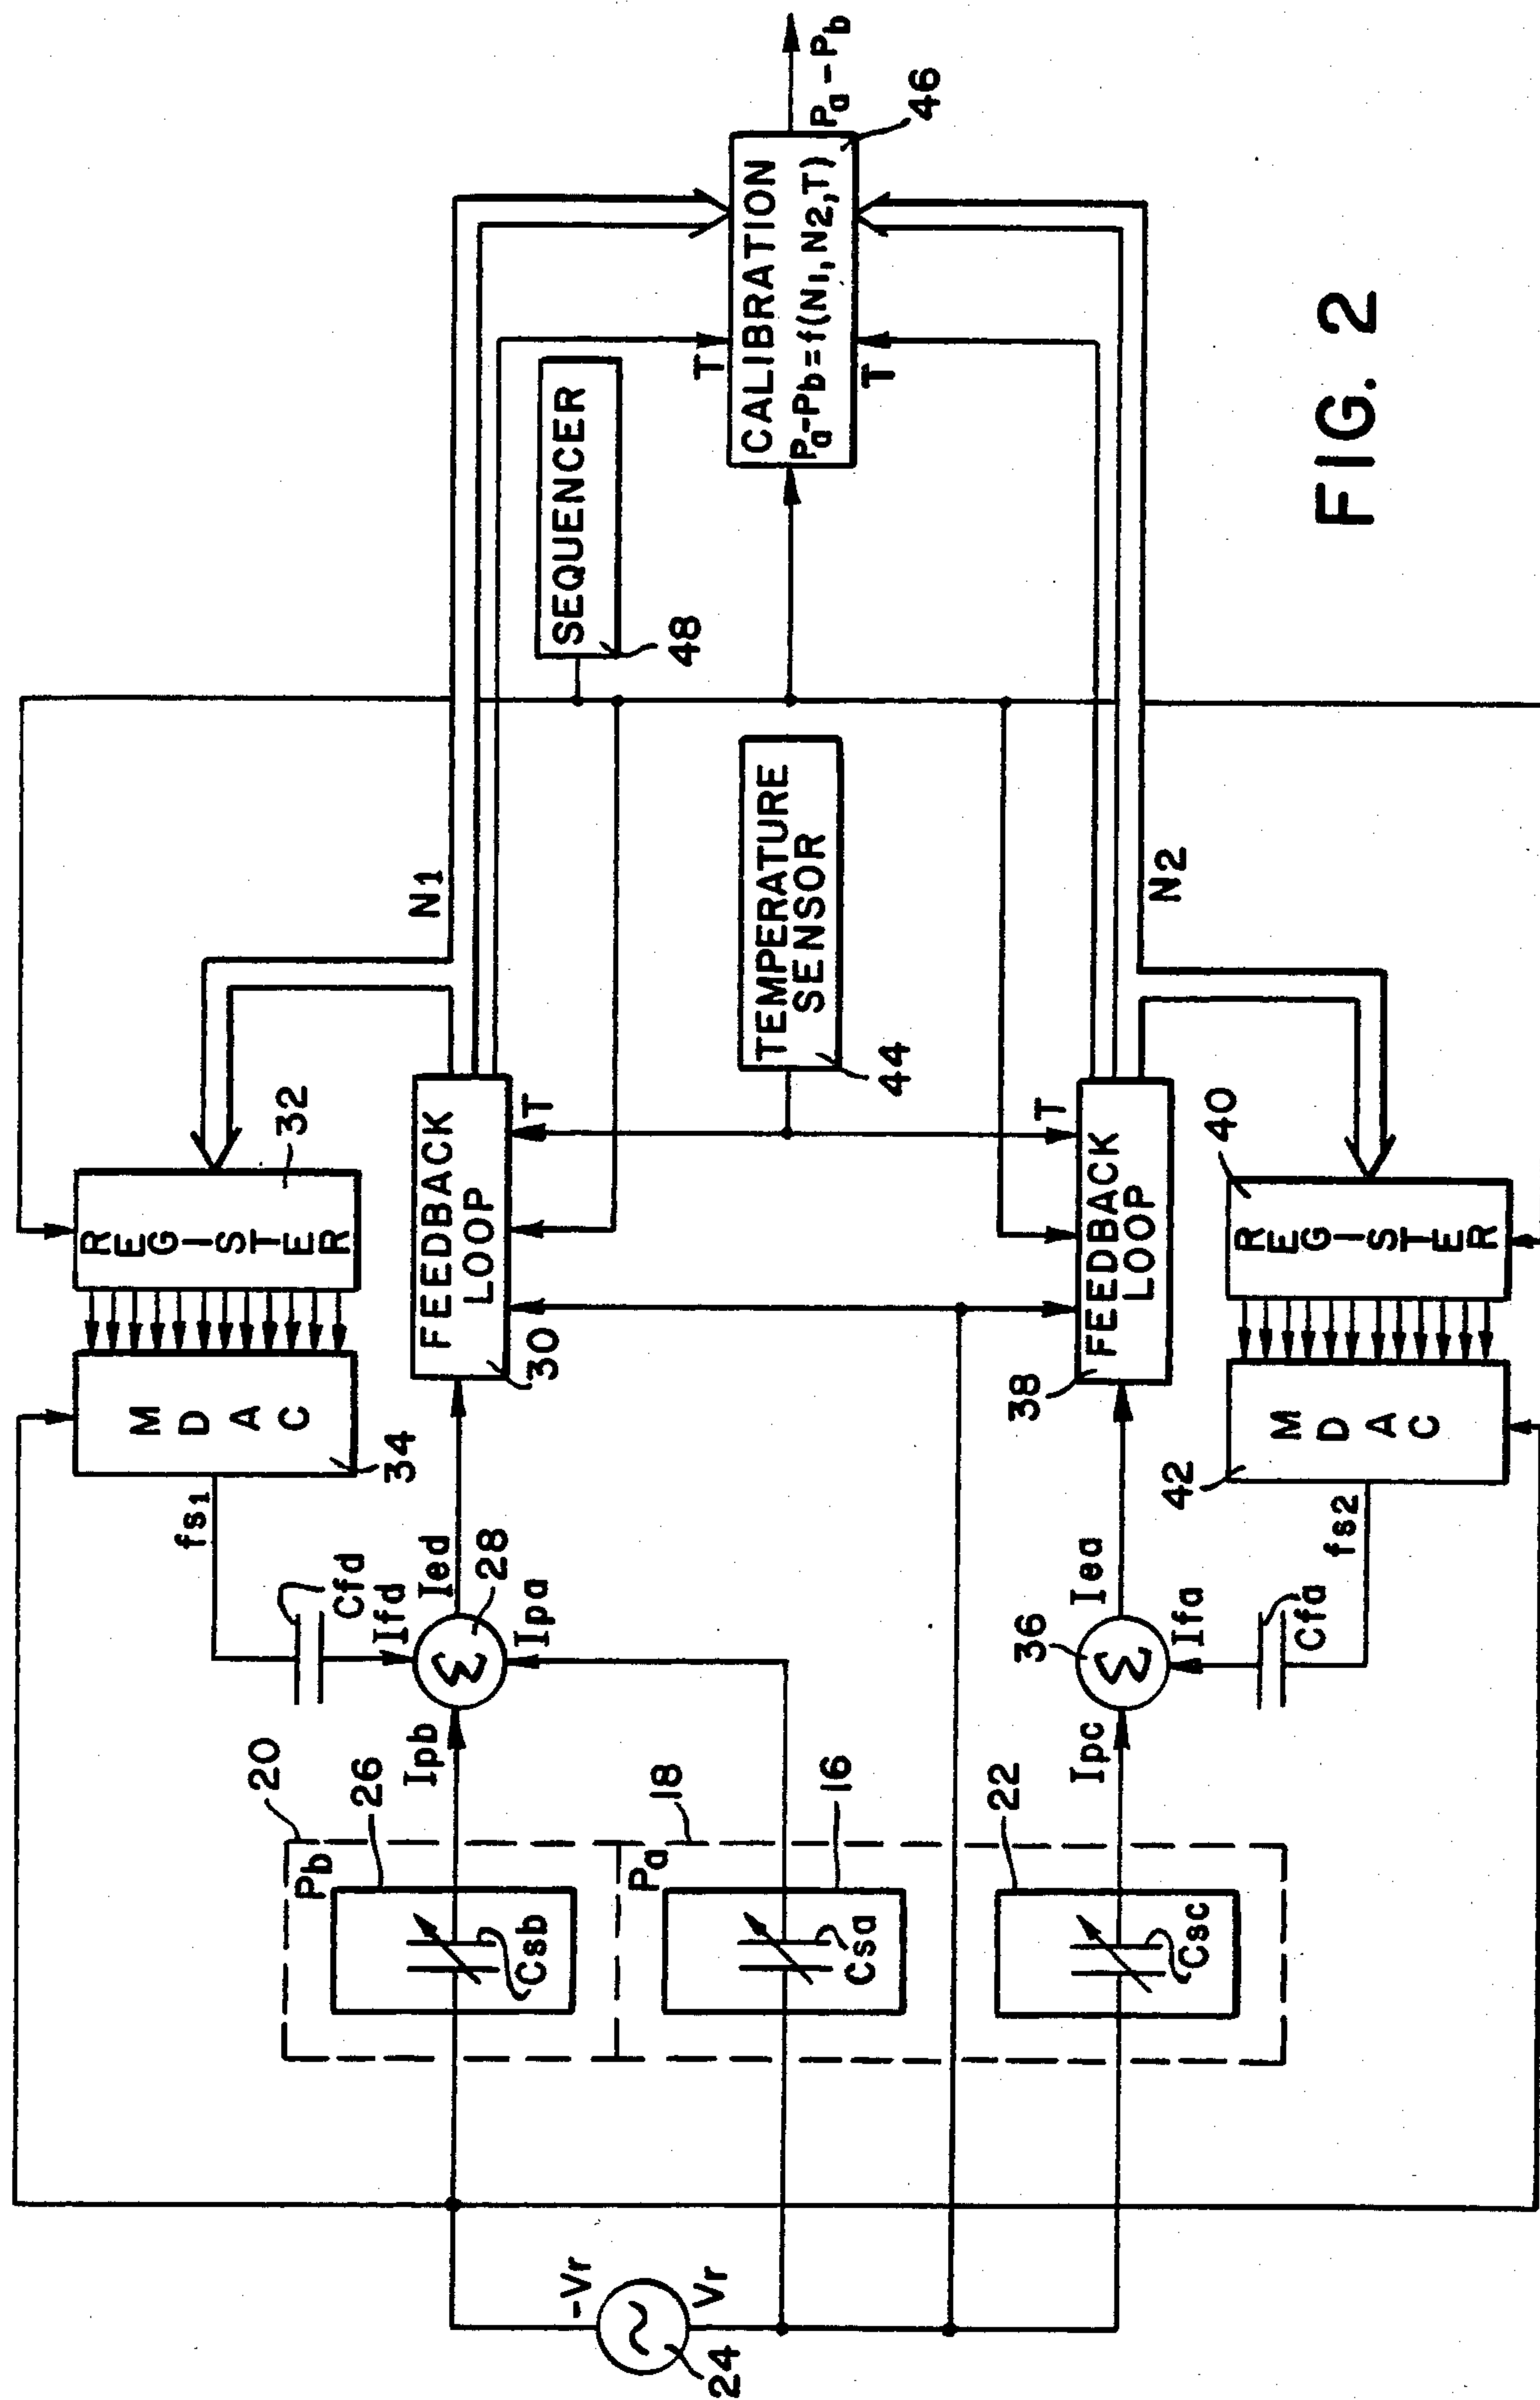 fs1
MDAC
34
REGISTER
32
Cfd
Ifd
20
Pb
26
Csb
Ipb
Ied
28
Ipa
FEEDBACK
LOOP
30
T
N1
SEQUENCER
48
-Vr
Vr
24
18
Pa
16
Csa
TEMPERATURE
SENSOR
44
T
CALIBRATION
Pa-Pb=f(N1,N2,T)
T
46
Pa-Pb
22
Csc
Ipc
36
Iea
Ifa
Cfa
38
FEEDBACK
LOOP
T
N2
fs2
42
MDAC
40
REGISTER
FIG. 2